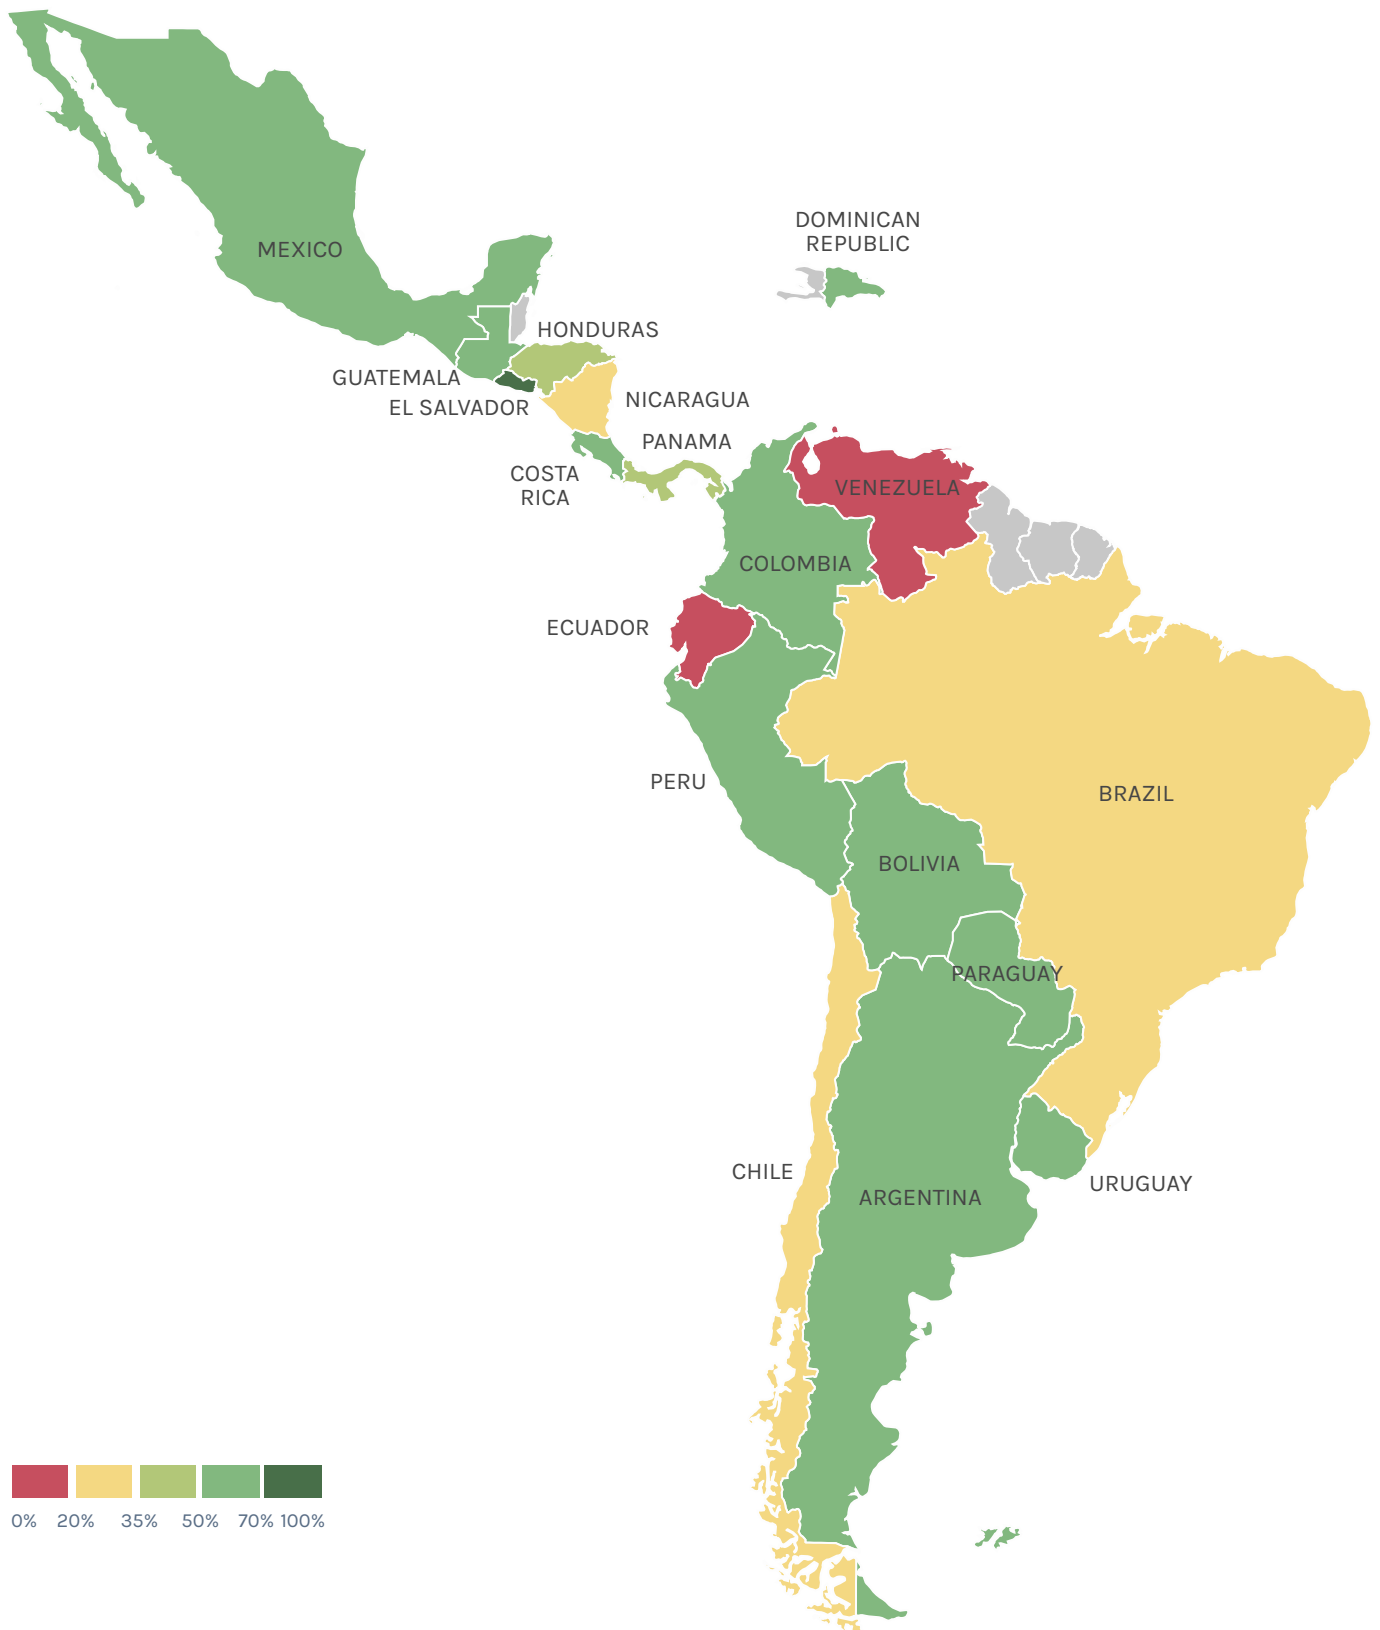 DOMINICAN
REPUBLIC
MEXICO
HONDURAS
GUATEMALA
EL SALVADOR
NICARAGUA
PANAMA
COSTA
RICA
VENEZUELA
COLOMBIA
ECUADOR
PERU
BRAZIL
BOLIVIA
PARAGUAY
CHILE
URUGUAY
ARGENTINA
0% 20% 35% 50% 70% 100%